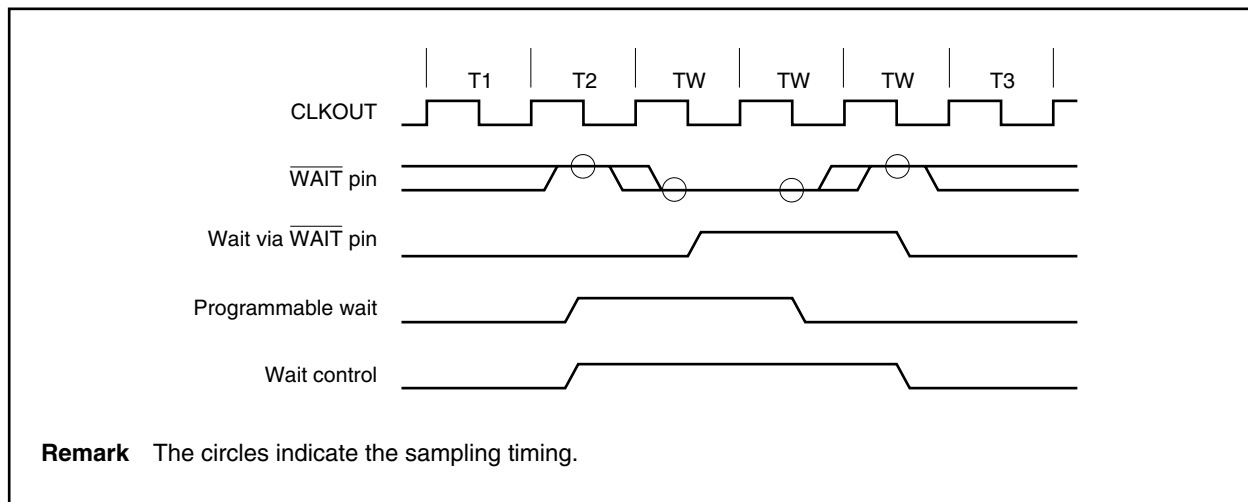 T1 T2 TW TW TW T3
CLKOUT
WAIT pin
Wait via WAIT pin
Programmable wait
Wait control
Remark The circles indicate the sampling timing.